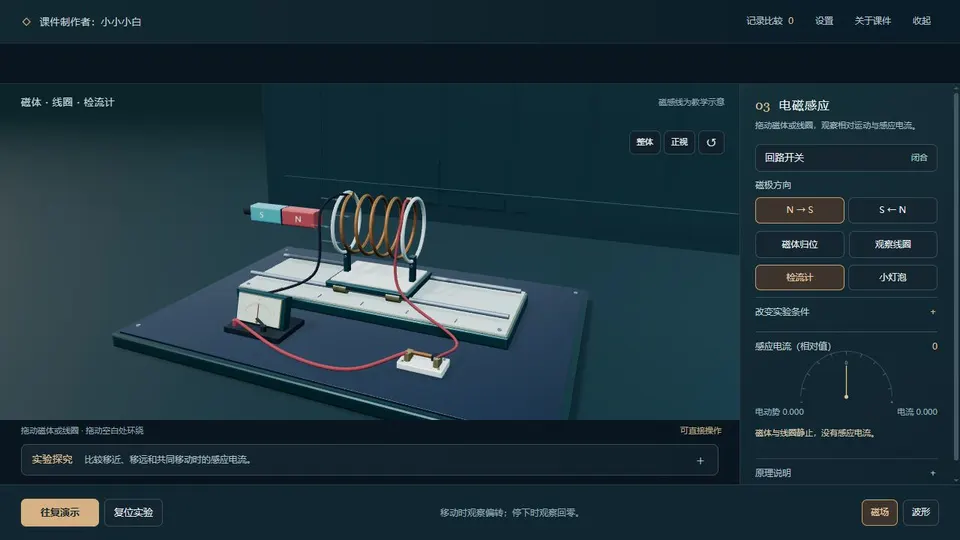 课件制作者：小小小白
记录比较 0 设置 关于课件 收起
磁体 · 线圈 · 检流计
磁感线为教学示意
整体 正视 ↺
S N
03 电磁感应
拖动磁体或线圈，观察相对运动与感应电流。
回路开关 闭合
磁极方向
N → S S ← N
磁体归位 观察线圈
检流计 小灯泡
改变实验条件 +
感应电流（相对值） 0
0
电动势 0.000 电流 0.000
磁体与线圈静止，没有感应电流。
原理说明 +
拖动磁体或线圈 · 拖动空白处环绕 可直接操作
实验探究 比较移近、移远和共同移动时的感应电流。 +
往复演示 复位实验 移动时观察偏转；停下时观察回零。 磁场 波形